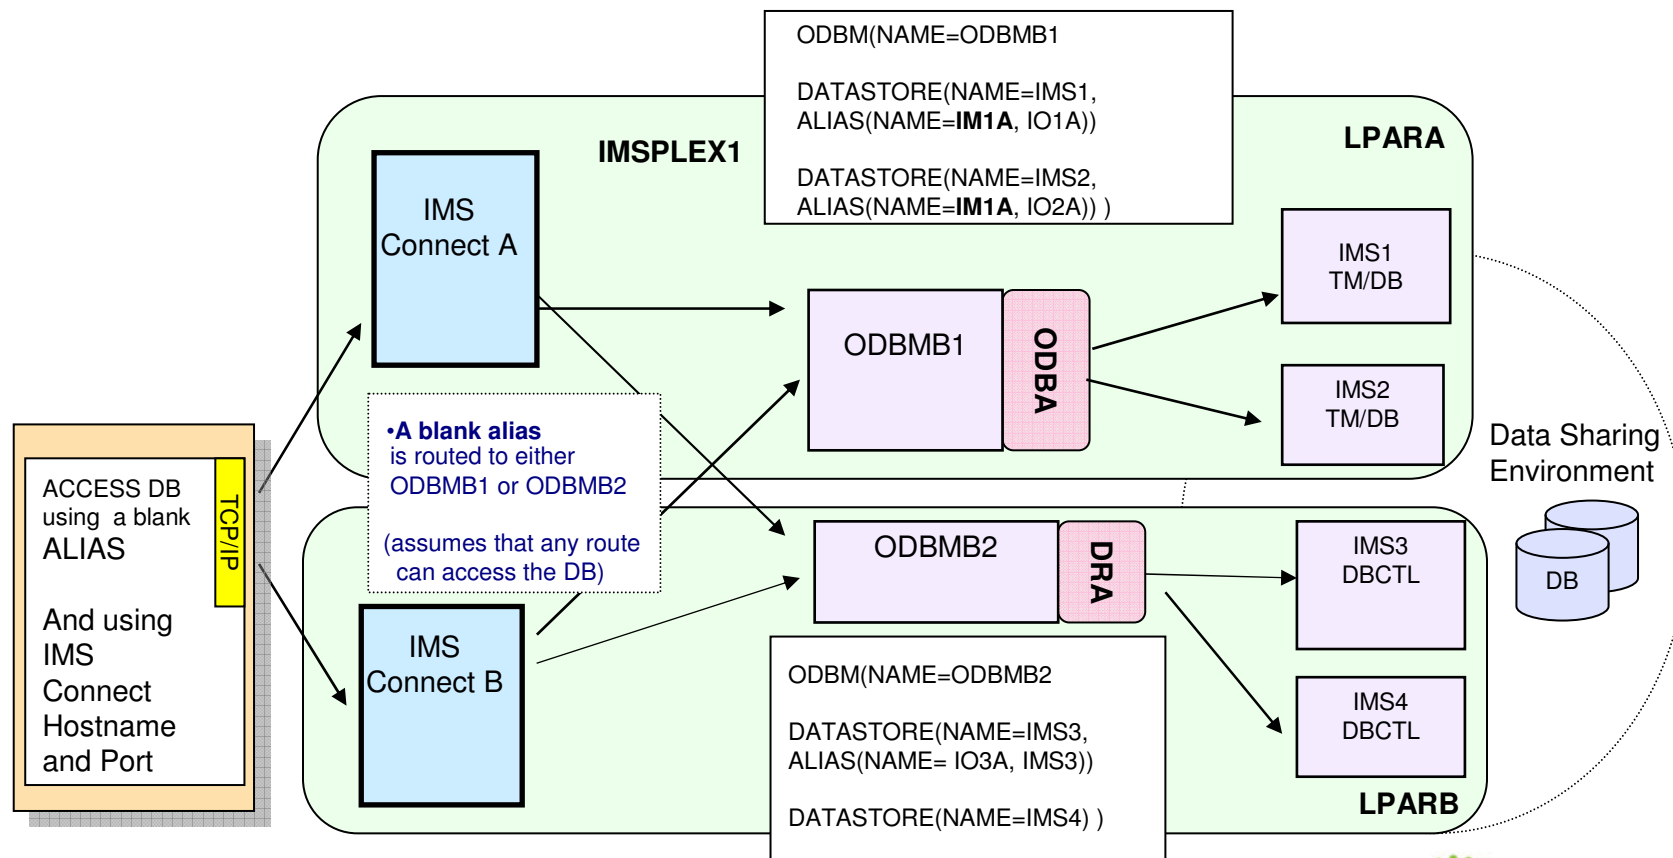 ODBM(NAME=ODBMB1
DATASTORE(NAME=IMS1,
ALIAS(NAME=IM1A, IO1A))
DATASTORE(NAME=IMS2,
ALIAS(NAME=IM1A, IO2A)) )
IMSPLEX1
LPARA
IMS
Connect A
ODBMB1
ODBA
IMS1
TM/DB
IMS2
TM/DB
•A blank alias
is routed to either
ODBMB1 or ODBMB2
(assumes that any route
can access the DB)
ACCESS DB
using a blank
ALIAS
And using
IMS
Connect
Hostname
and Port
TCP/IP
Data Sharing
Environment
DB
IMS
Connect B
ODBMB2
DRA
IMS3
DBCTL
IMS4
DBCTL
ODBM(NAME=ODBMB2
DATASTORE(NAME=IMS3,
ALIAS(NAME= IO3A, IMS3))
DATASTORE(NAME=IMS4) )
LPARB